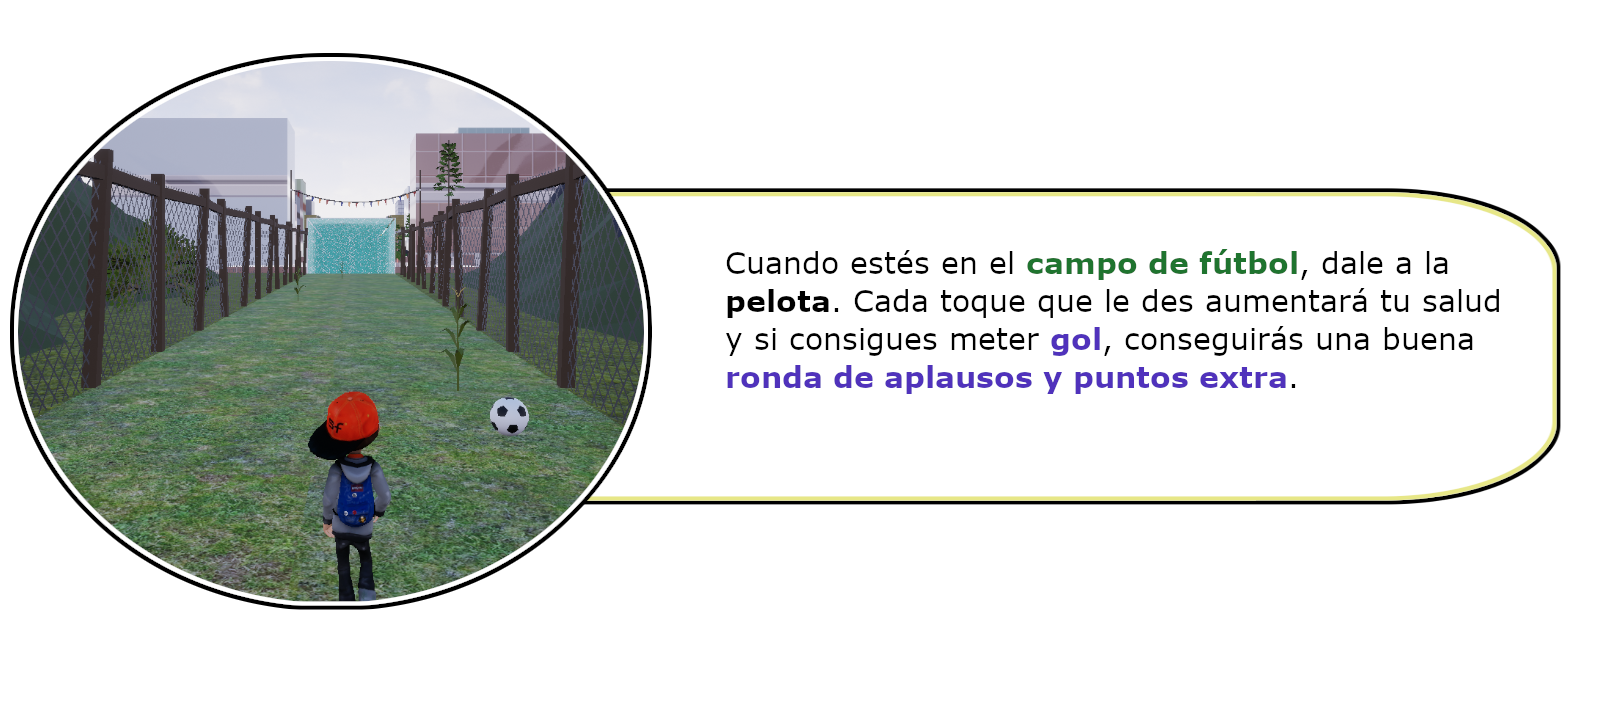 Cuando estés en el campo de fútbol, dale a la
pelota. Cada toque que le des aumentará tu salud
y si consigues meter gol, conseguirás una buena
ronda de aplausos y puntos extra.